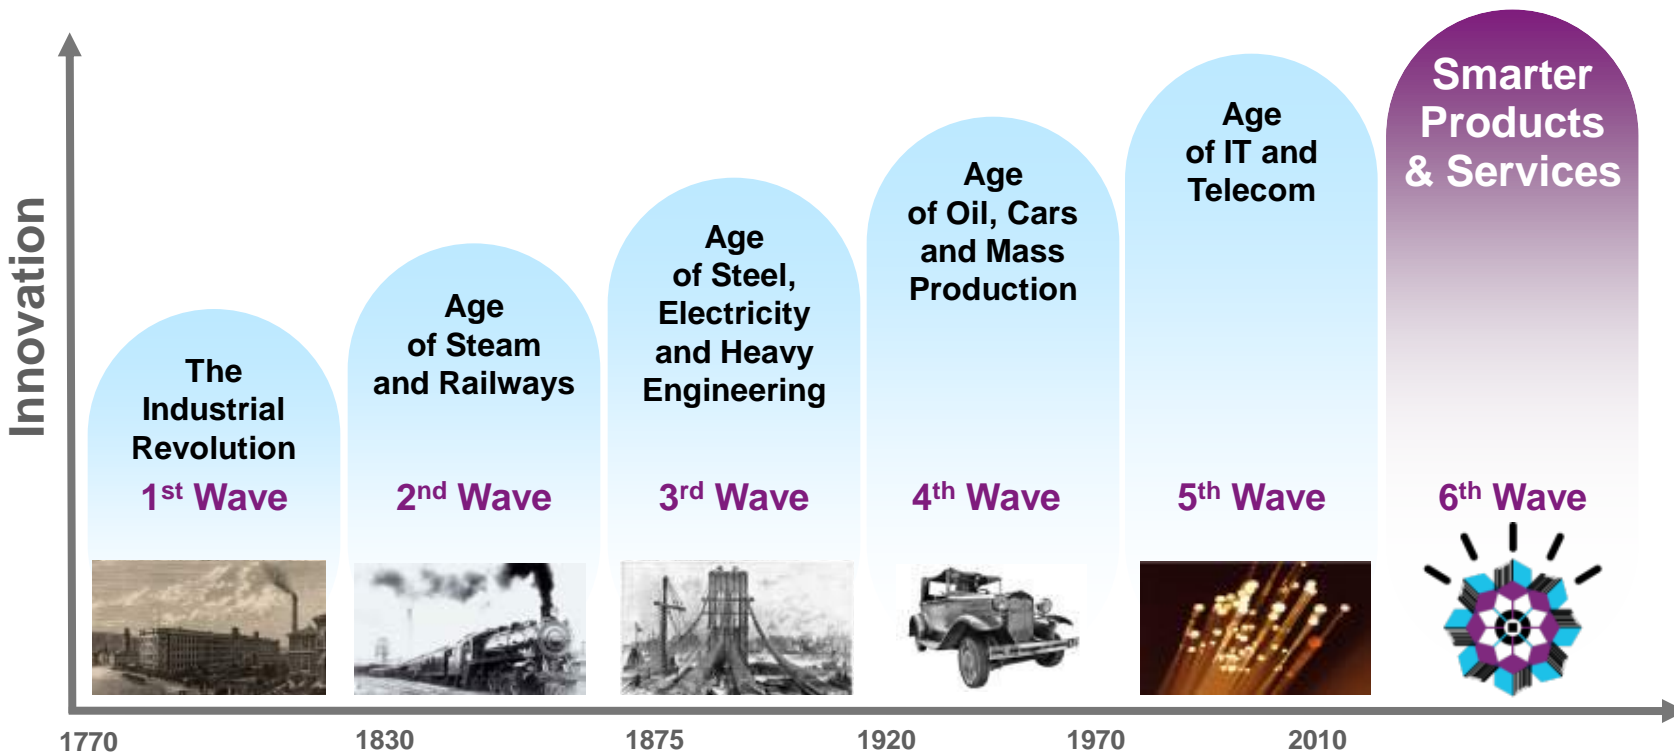 Innovation
The
Industrial
Revolution
1st Wave
Age
of Steam
and Railways
2nd Wave
Age
of Steel,
Electricity
and Heavy
Engineering
3rd Wave
Age
of Oil, Cars
and Mass
Production
4th Wave
Age
of IT and
Telecom
5th Wave
Smarter
Products
& Services
6th Wave
1770
1830
1875
1920
1970
2010